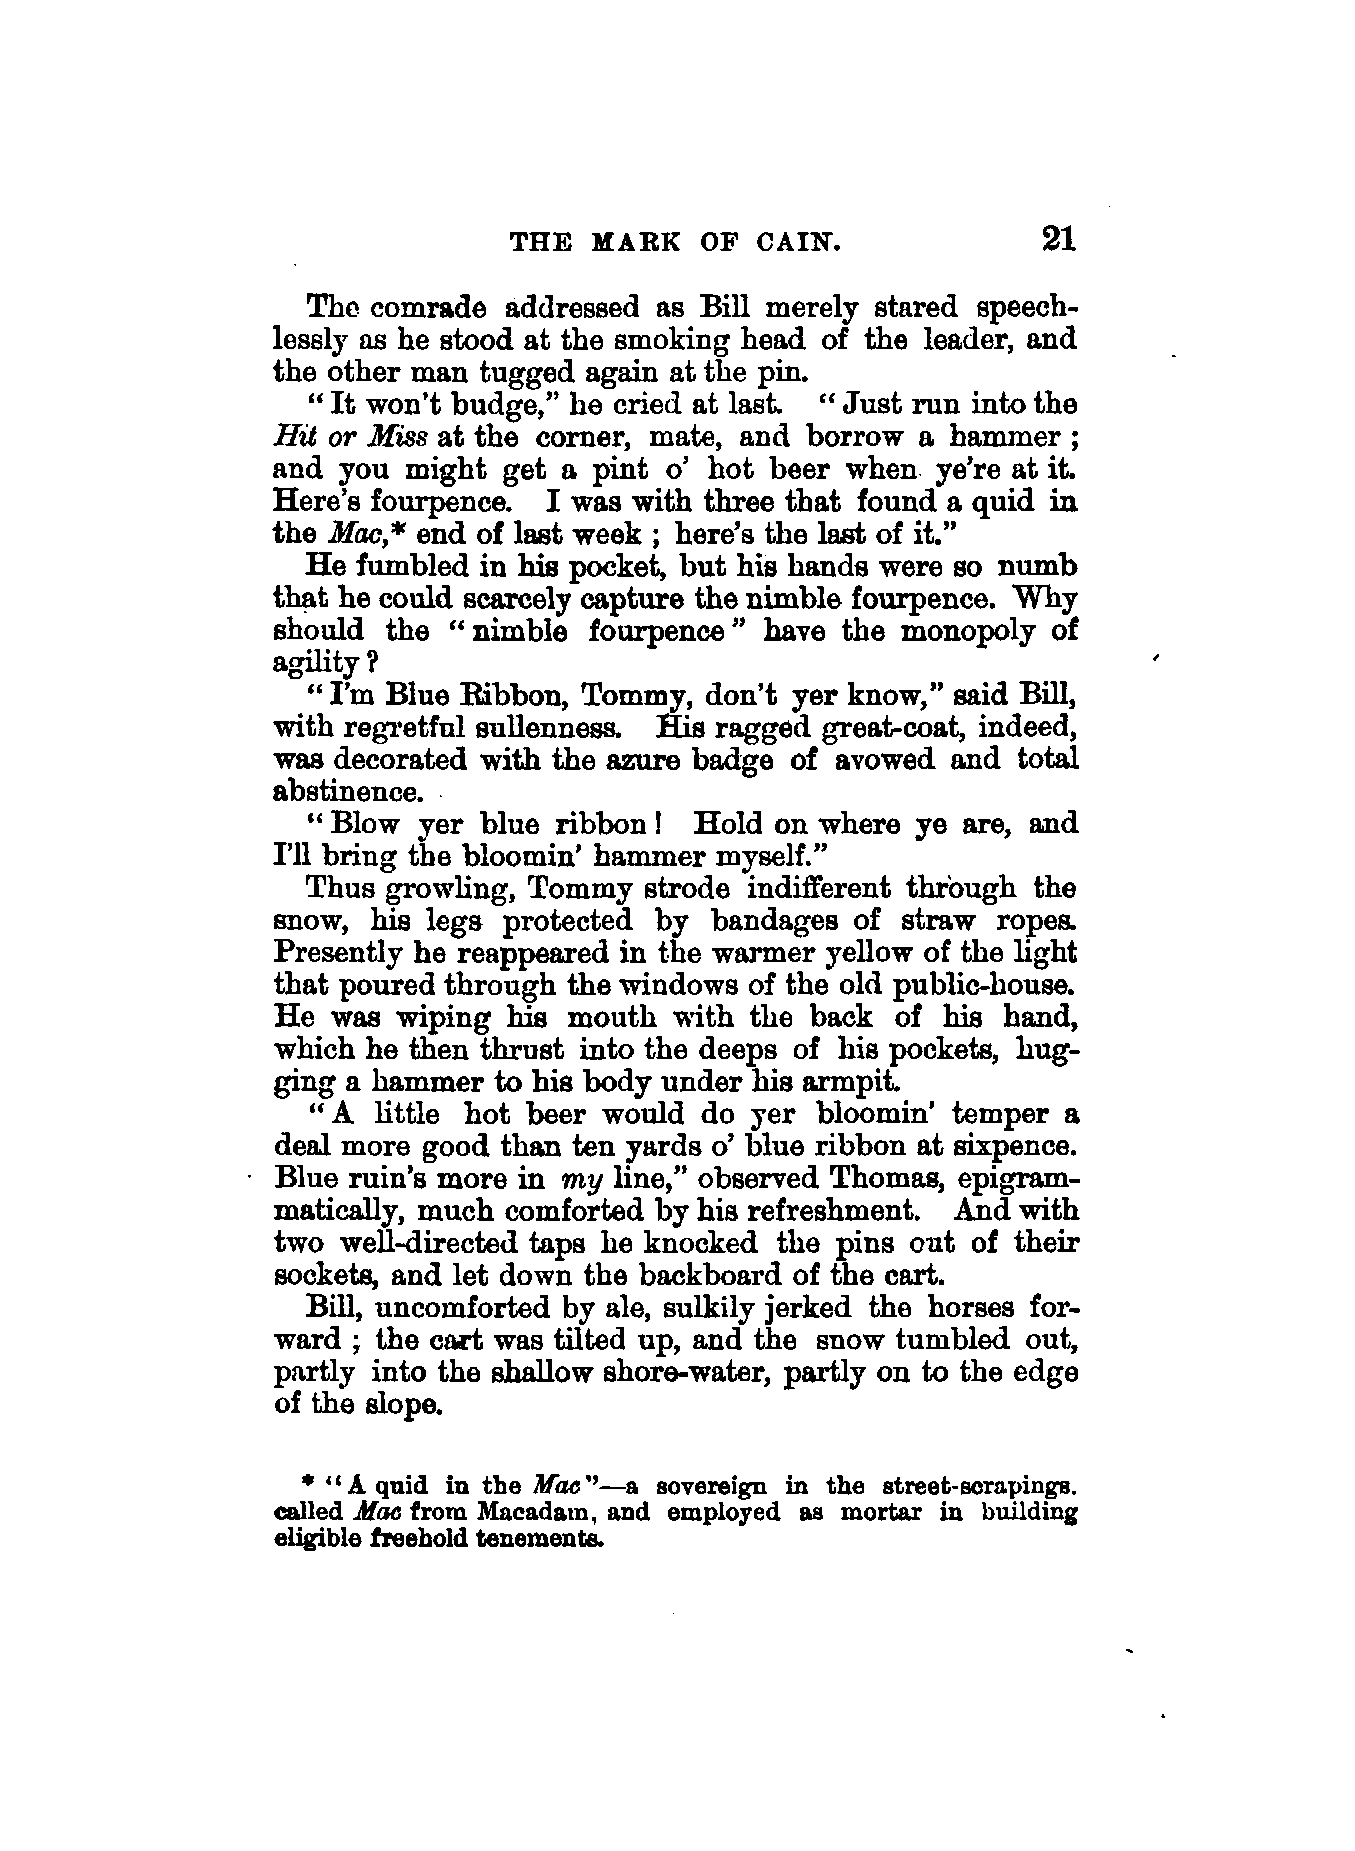 THE MARK OF CAIN. 21
The comrade addressed as Bill merely stared speech-
lessly as he stood at the smoking head of the leader, and
the other man tugged again at the pin.
“It won't budge,” he cried at last. “Just run into the
Hit or Miss at the corner, mate, and borrow a hammer ;
and you might get a pint o' hot beer when ye're at it.
Here's fourpence. I was with three that found a quid in
the Mac,* end of last week ; here's the last of it.”
He fumbled in his pocket, but his hands were so numb
that he could scarcely capture the nimble fourpence. Why
should the “nimble fourpence” have the monopoly of
agility ?
“I'm Blue Ribbon, Tommy, don't yer know,” said Bill,
with regretful sullenness. His ragged great-coat, indeed,
was decorated with the azure badge of avowed and total
abstinence.
“Blow yer blue ribbon ! Hold on where ye are, and
I'll bring the bloomin' hammer myself.”
Thus growling, Tommy strode indifferent through the
snow, his legs protected by bandages of straw ropes.
Presently he reappeared in the warmer yellow of the light
that poured through the windows of the old public-house.
He was wiping his mouth with the back of his hand,
which he then thrust into the deeps of his pockets, hug-
ging a hammer to his body under his armpit.
“A little hot beer would do yer bloomin' temper a
deal more good than ten yards o' blue ribbon at sixpence.
Blue ruin's more in my line,” observed Thomas, epigram-
matically, much comforted by his refreshment. And with
two well-directed taps he knocked the pins out of their
sockets, and let down the backboard of the cart.
Bill, uncomforted by ale, sulkily jerked the horses for-
ward ; the cart was tilted up, and the snow tumbled out,
partly into the shallow shore-water, partly on to the edge
of the slope.
* “A quid in the Mac”—a sovereign in the street-scrapings.
called Mac from Macadam, and employed as mortar in building
eligible freehold tenements.